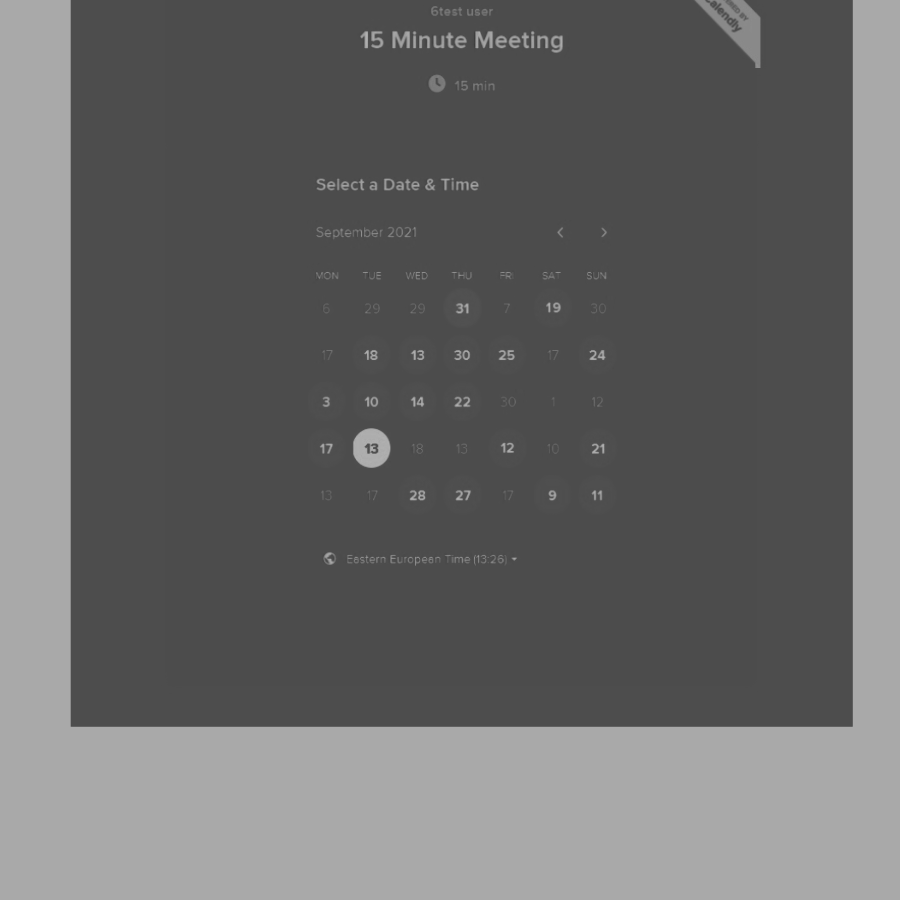 6test user
15 Minute Meeting
15 min
Calendly
Select a Date & Time
September 2021
MON TUE WED THU FRI SAT SUN
6 29 29 31 7 19 30
17 18 13 30 25 17 24
3 10 14 22 30 1 12
17 13 18 13 12 10 21
13 17 28 27 17 9 11
Eastern European Time (13:26)